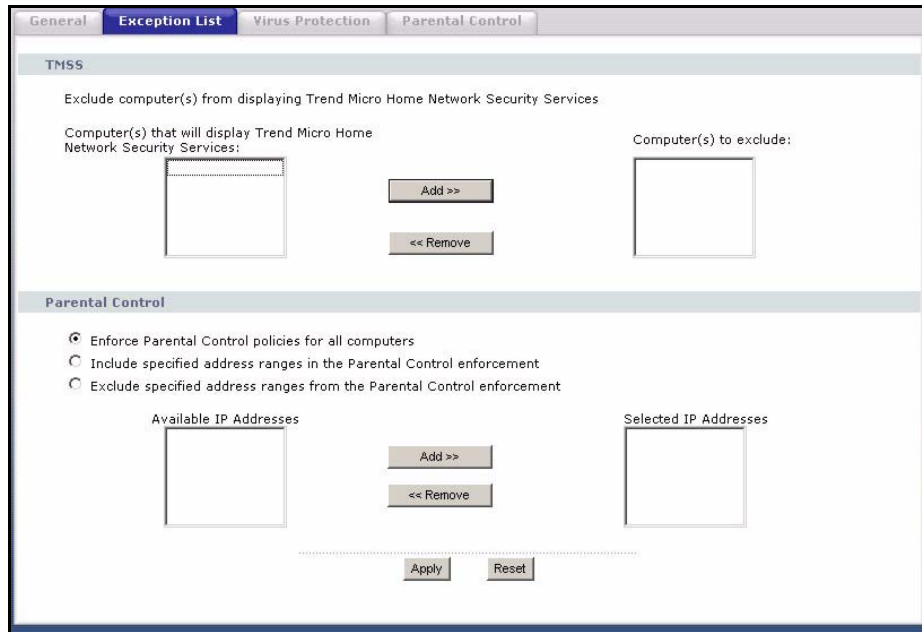 General Exception List Virus Protection Parental Control
TMSS
Exclude computer(s) from displaying Trend Micro Home Network Security Services
Computer(s) that will display Trend Micro Home
Network Security Services:
Computer(s) to exclude:
Add >>
<< Remove
Parental Control
Enforce Parental Control policies for all computers
Include specified address ranges in the Parental Control enforcement
Exclude specified address ranges from the Parental Control enforcement
Available IP Addresses
Selected IP Addresses
Add >>
<< Remove
Apply Reset